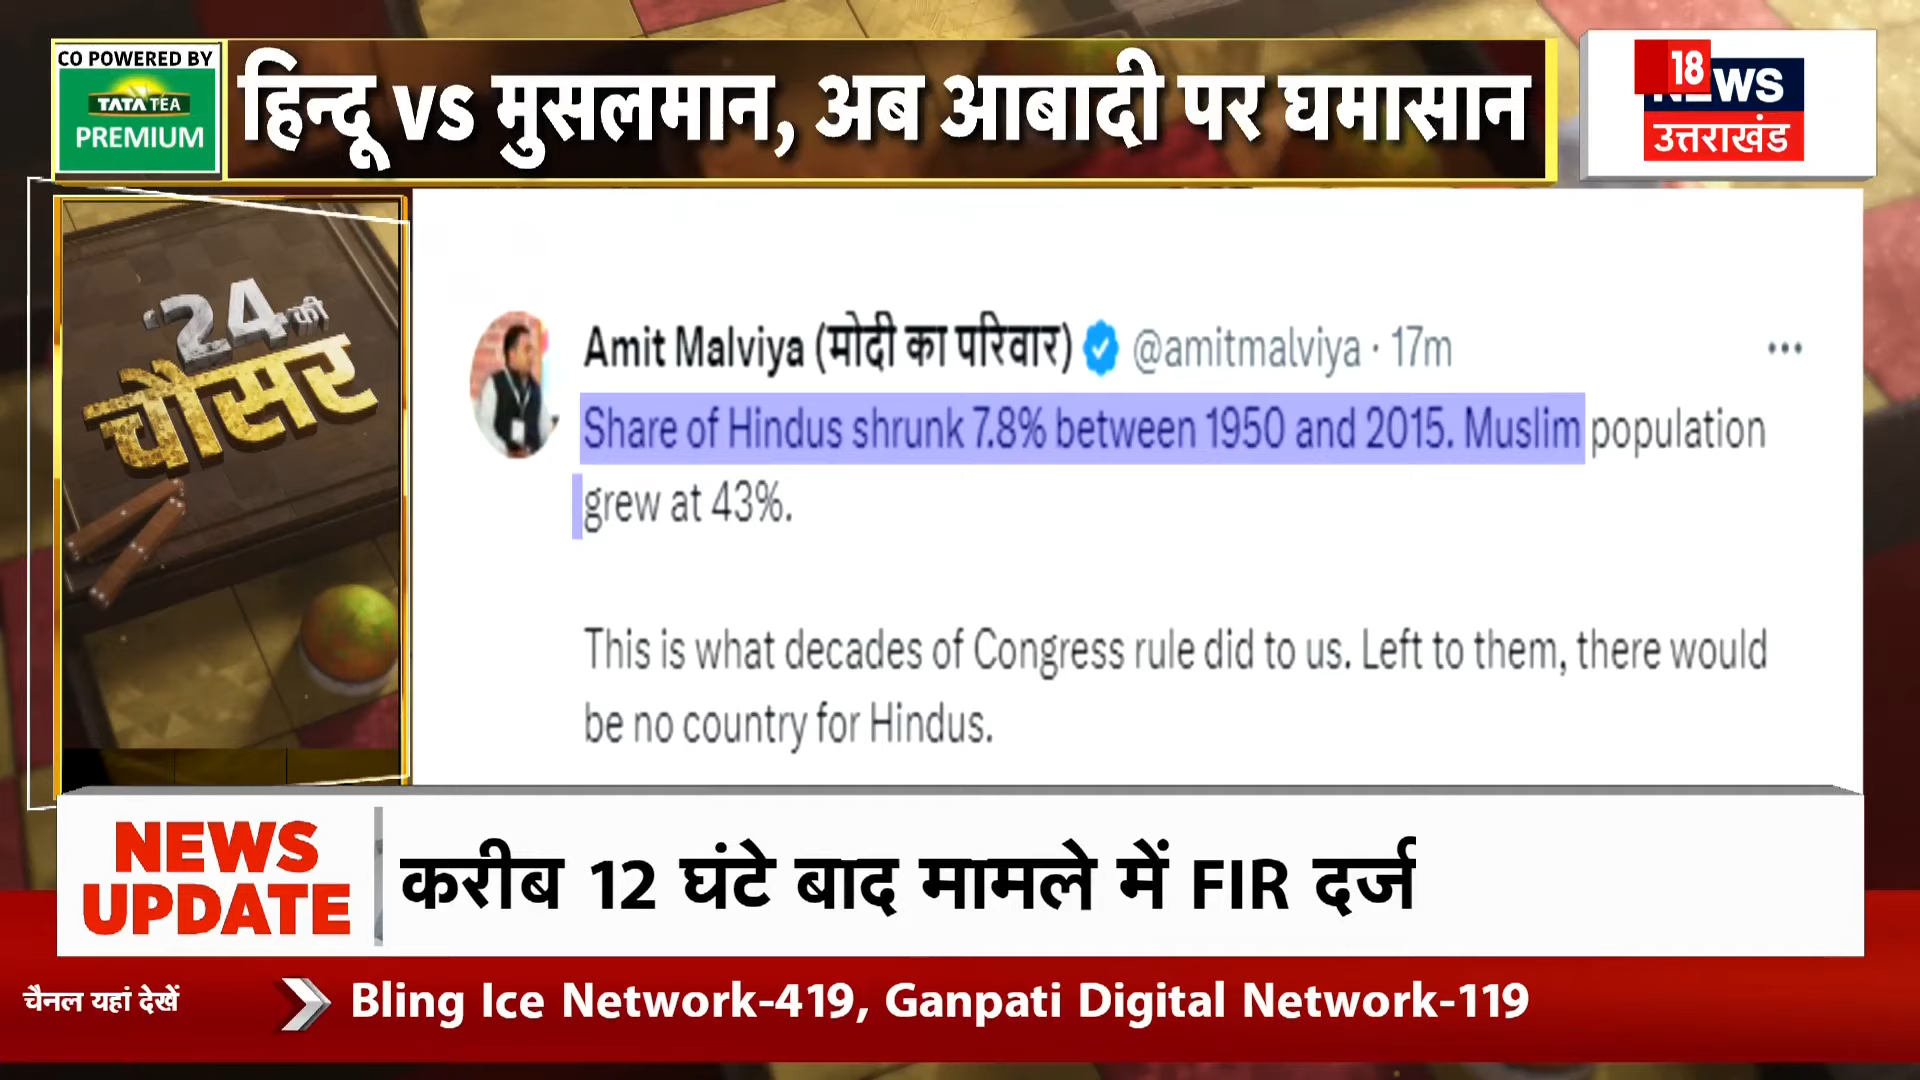 CO POWERED BY
TATA TEA
PREMIUM
हिन्दू vs मुसलमान, अब आबादी पर घमासान
NEWS 18
उत्तराखंड
'24 की
चौसर
Amit Malviya (मोदी का परिवार) @amitmalviya · 17m
Share of Hindus shrunk 7.8% between 1950 and 2015. Muslim population
grew at 43%.
This is what decades of Congress rule did to us. Left to them, there would
be no country for Hindus.
NEWS
UPDATE
करीब 12 घंटे बाद मामले में FIR दर्ज
चैनल यहां देखें
Bling Ice Network-419, Ganpati Digital Network-119